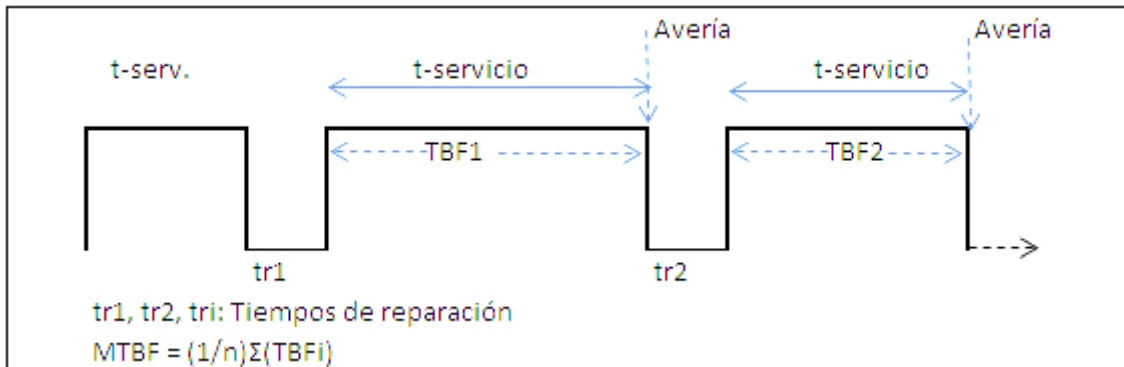 Avería
Avería
t-serv.
t-servicio
t-servicio
TBF1
TBF2
tr1
tr2
tr1, tr2, tri: Tiempos de reparación
MTBF = (1/n)Σ(TBFi)